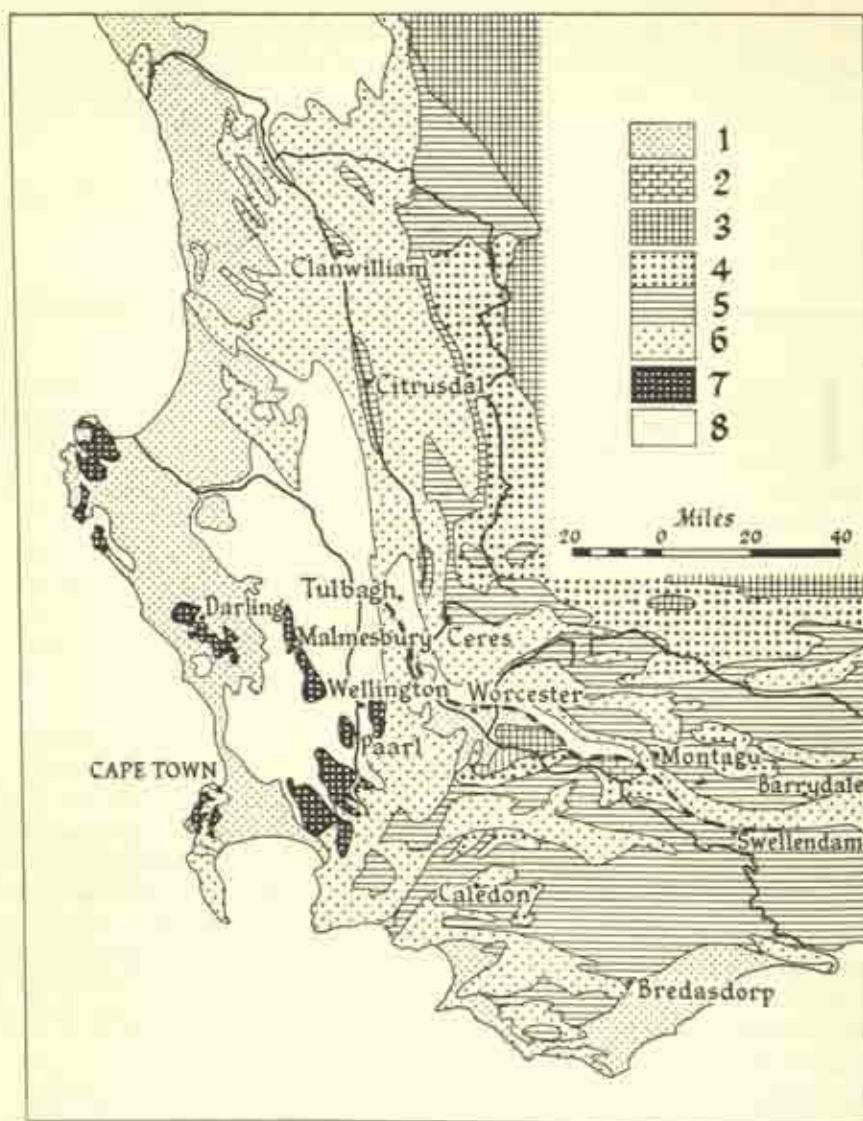 1
2
3
4
5
6
7
8
Clanwilliam
Citrusdal
Miles
20 0 20 40
Tulbagh
Darling
Malmesbury Ceres
Wellington Worcester
Paarl
Montagu
CAPE TOWN
Barrydale
Swellendam
Caledon
Bredasdorp